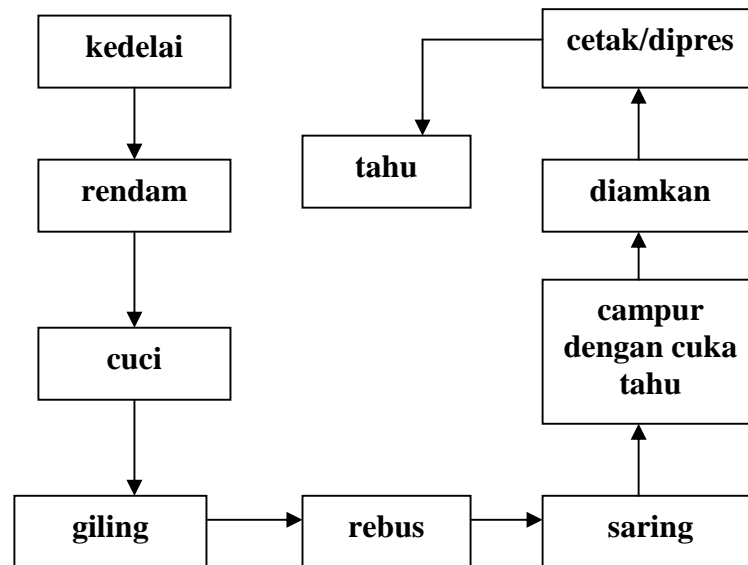 kedelai
rendam
cuci
giling
rebus
saring
campur
dengan cuka
tahu
diamkan
cetak/dipres
tahu